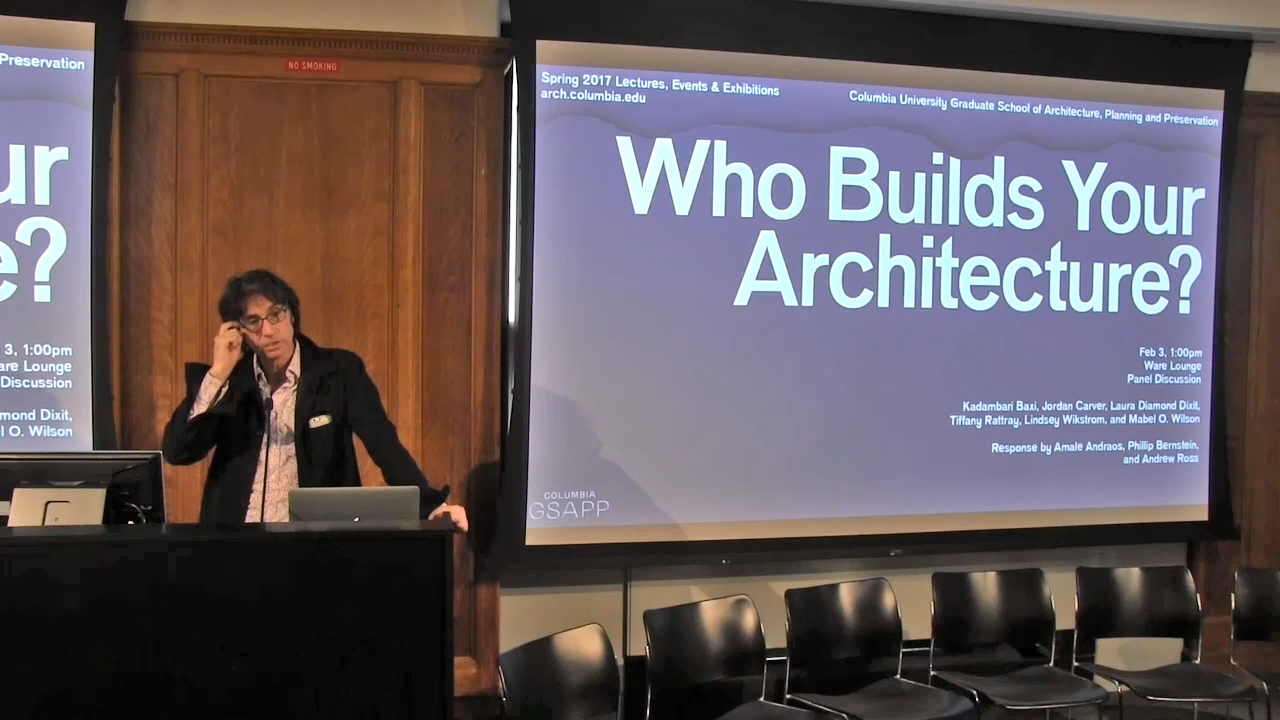 Preservation
ur
e?
3, 1:00pm
are Lounge
Discussion
mond Dixit,
l O. Wilson
NO SMOKING
Spring 2017 Lectures, Events & Exhibitions
arch.columbia.edu
Columbia University Graduate School of Architecture, Planning and Preservation
Who Builds Your
Architecture?
Feb 3, 1:00pm
Ware Lounge
Panel Discussion
Kadambari Baxi, Jordan Carver, Laura Diamond Dixit,
Tiffany Rattray, Lindsey Wikstrom, and Mabel O. Wilson
Response by Amale Andraos, Phillip Bernstein,
and Andrew Ross
COLUMBIA
GSAPP